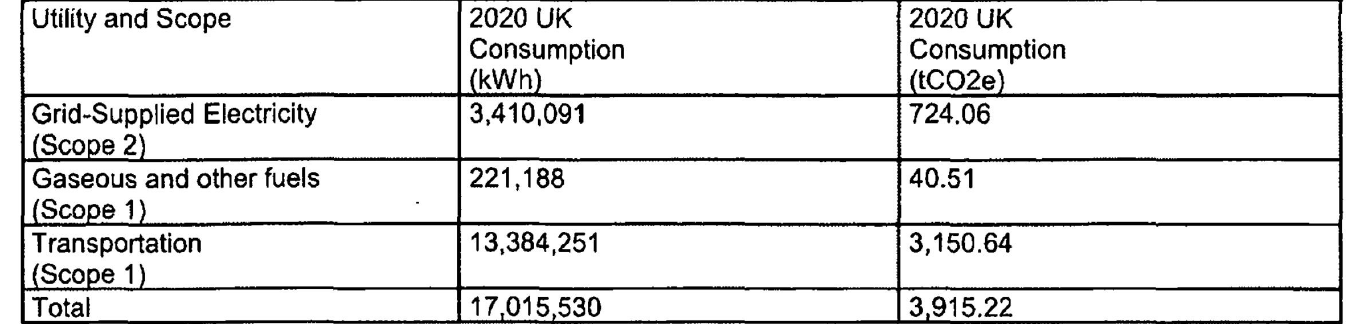 Utility and Scope
2020 UK
Consumption
(kWh)
2020 UK
Consumption
(tCO2e)
Grid-Supplied Electricity
(Scope 2)
3,410,091
724.06
Gaseous and other fuels
(Scope 1)
221,188
40.51
Transportation
(Scope 1)
13,384,251
3,150.64
Total
17,015,530
3,915.22